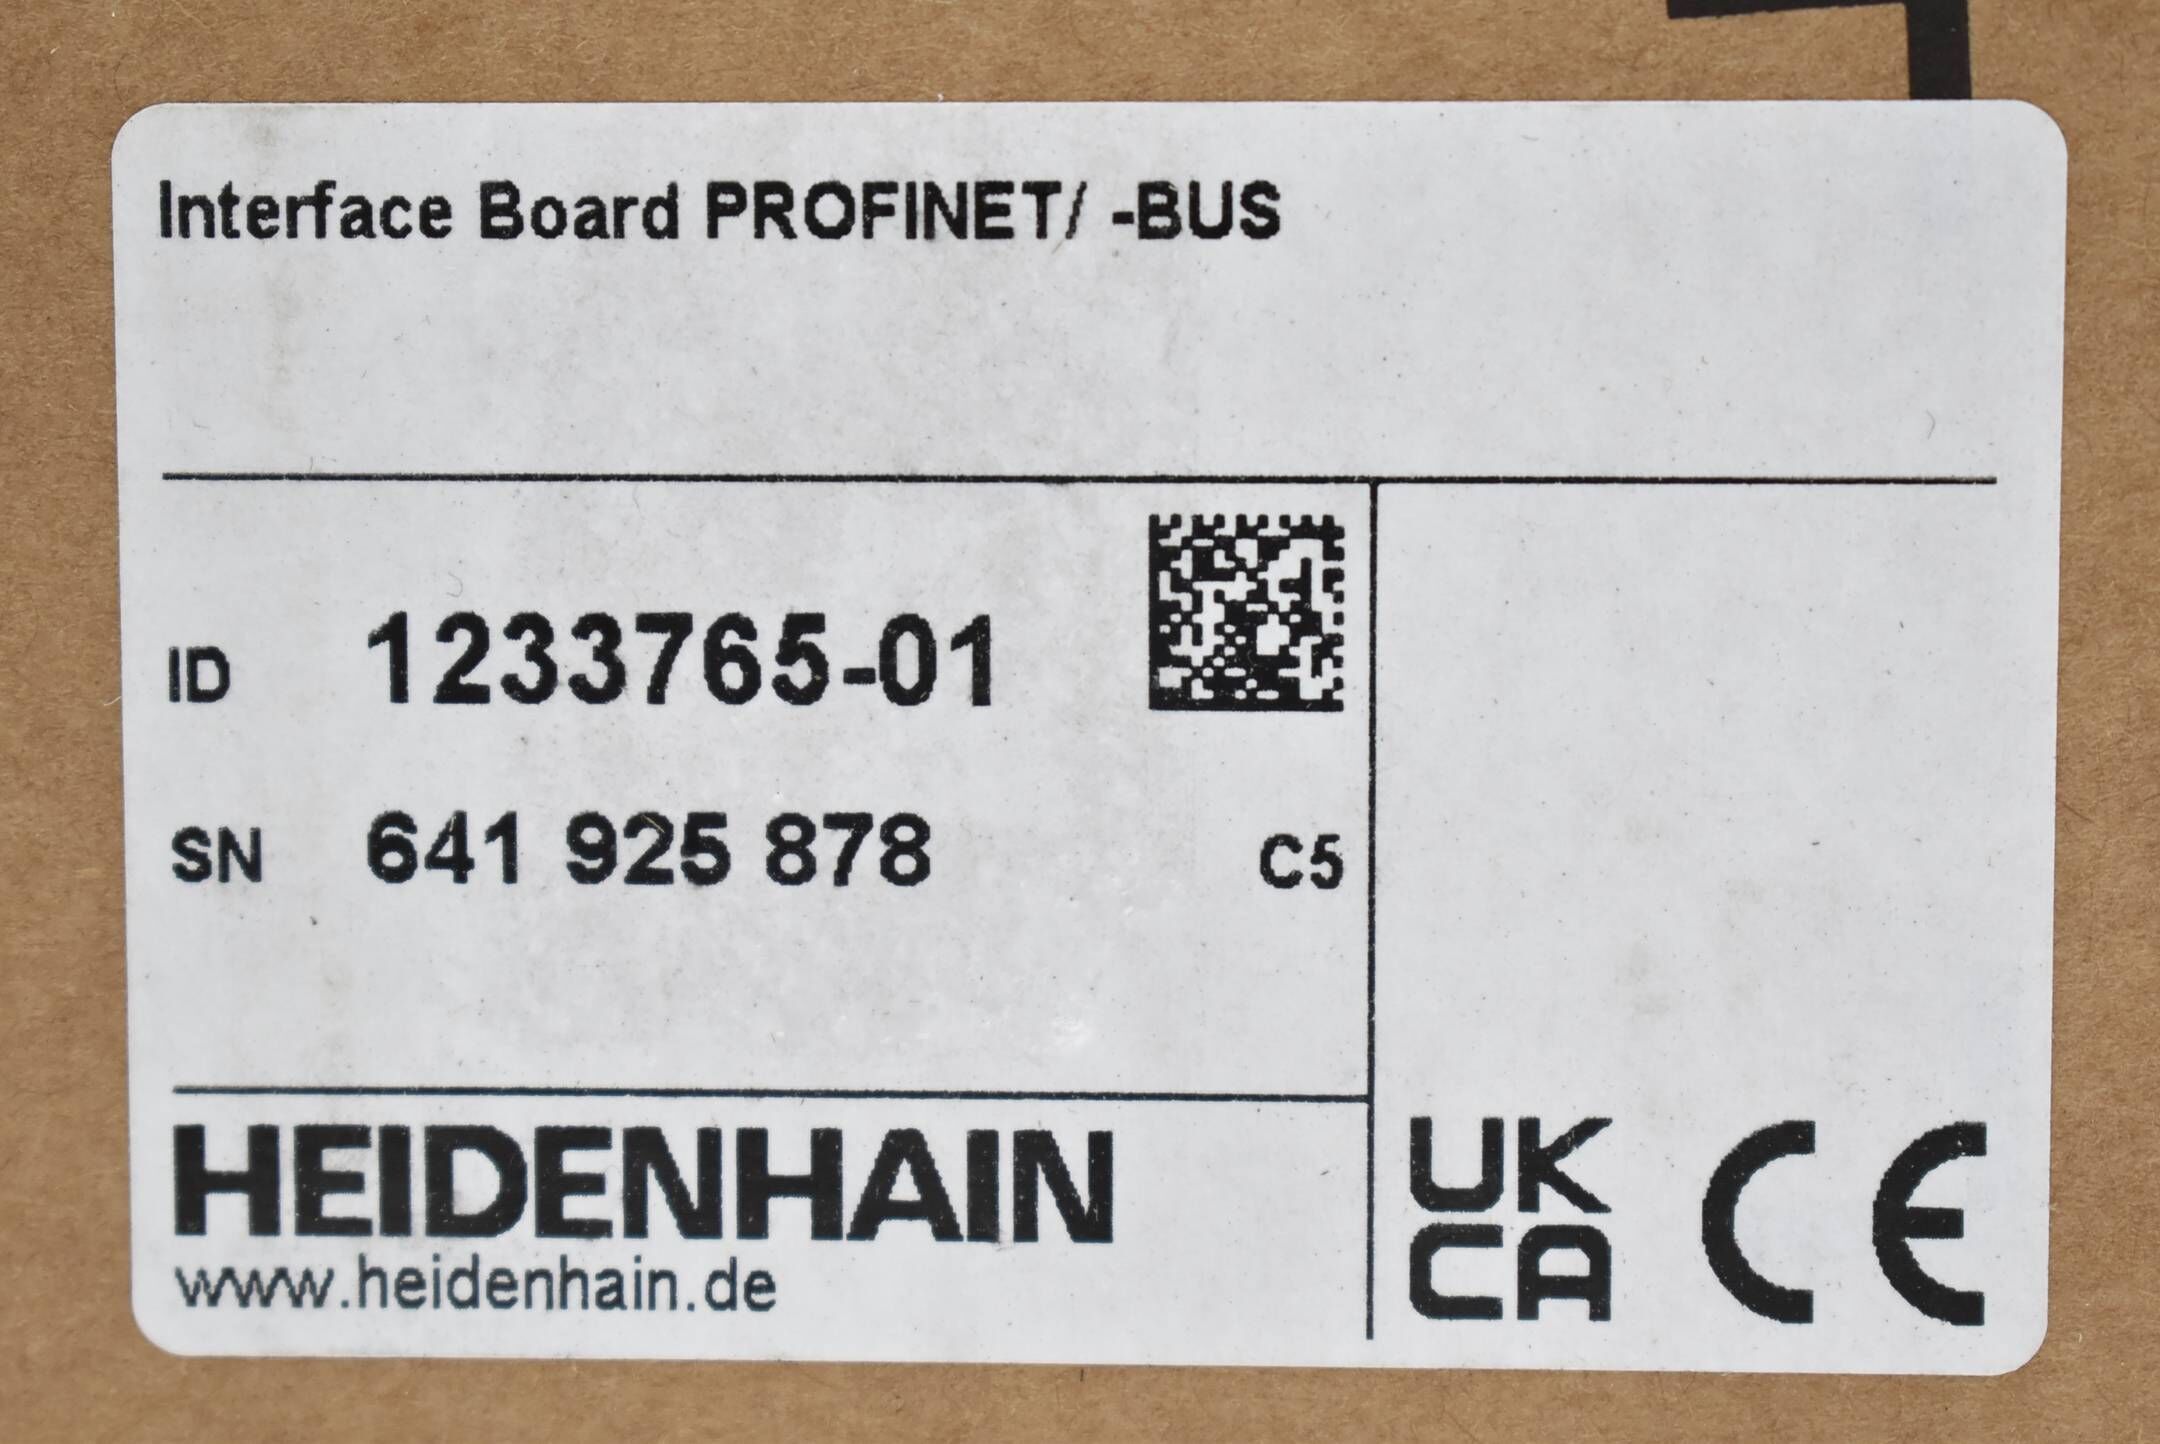 Interface Board PROFINET/ -BUS
ID 1233765-01
SN 641 925 878 C5
HEIDENHAIN
www.heidenhain.de
UK
CA
CE